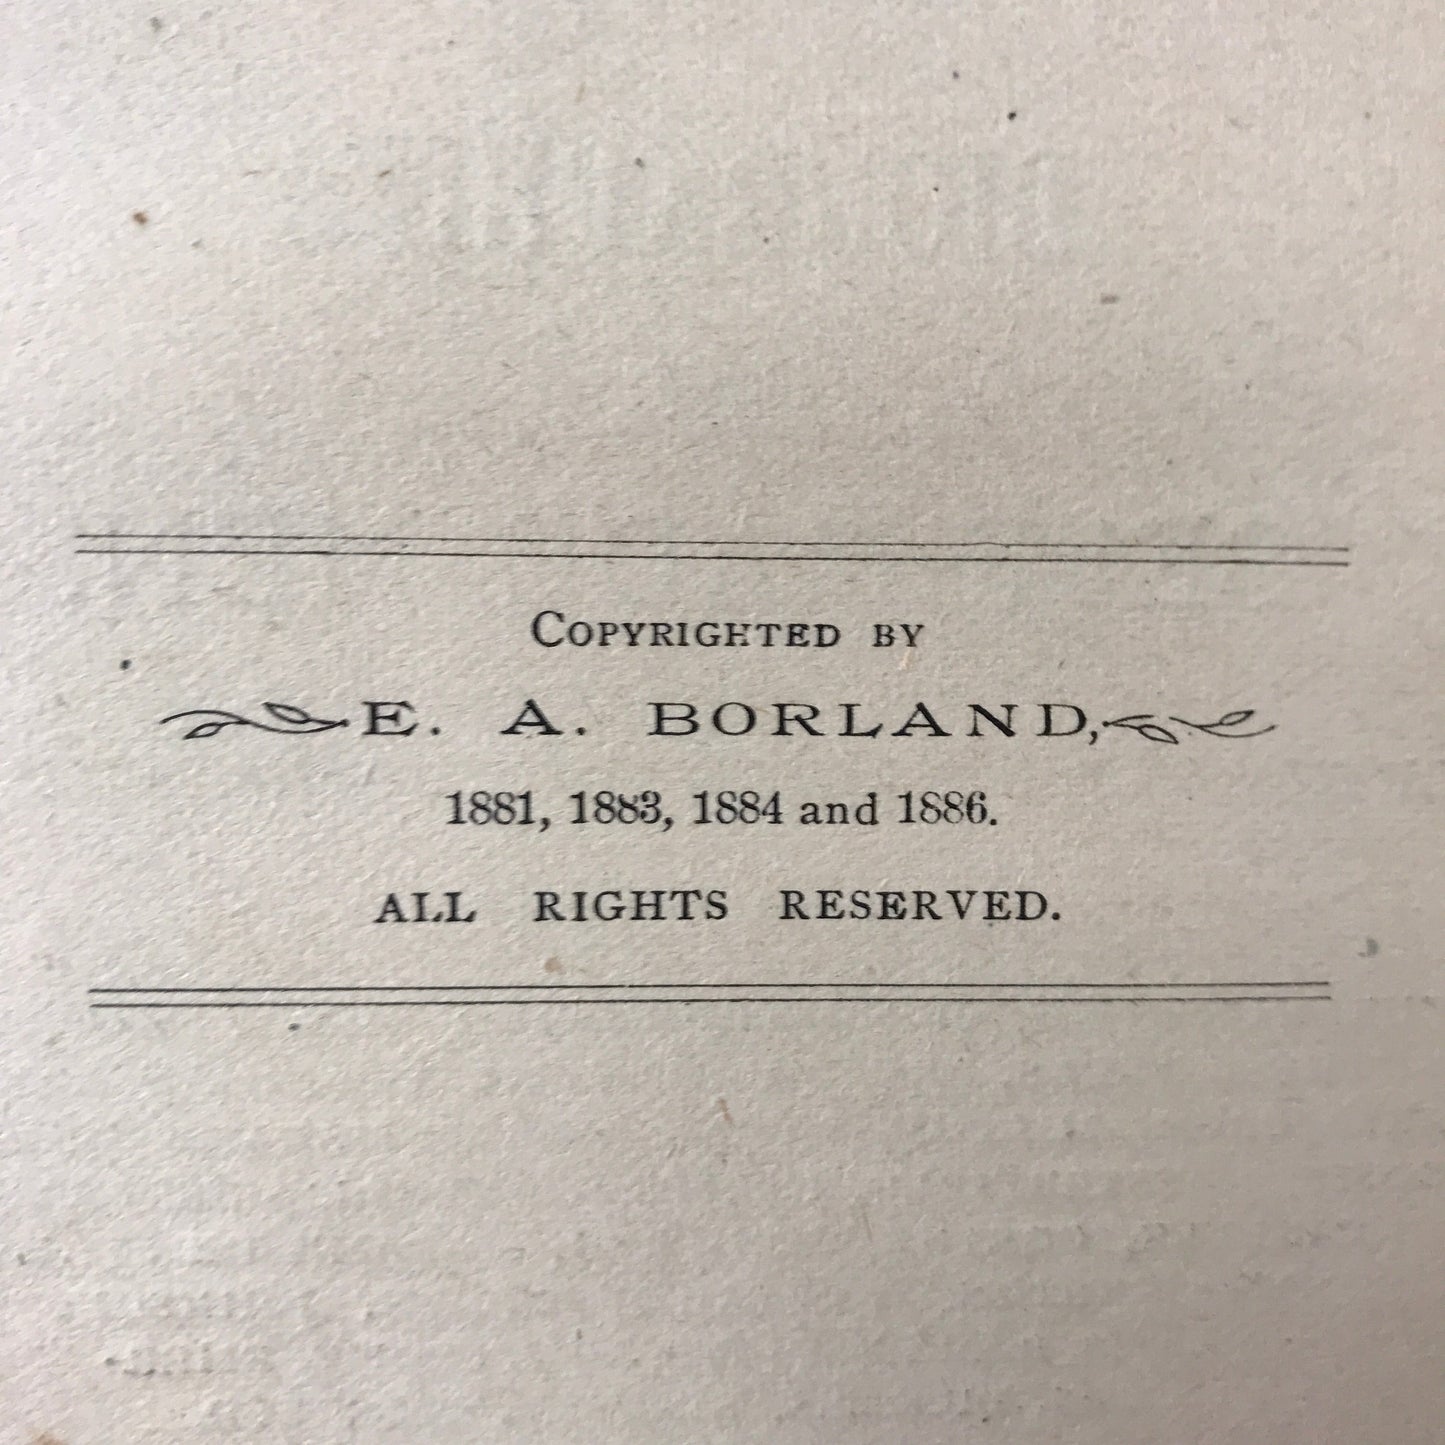 COPYRIGHTED BY
E. A. BORLAND,
1881, 1883, 1884 and 1886.
ALL RIGHTS RESERVED.